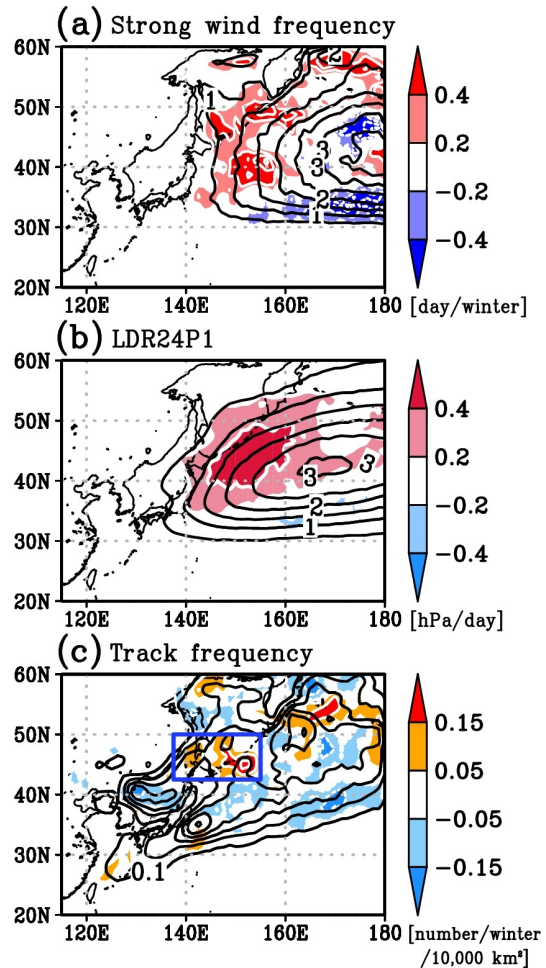 (a) Strong wind frequency
60N
50N
40N
30N
20N
120E 140E 160E 180
1
2
3
3
2
1
0.4
0.2
−0.2
−0.4
[day/winter]
(b) LDR24P1
60N
50N
40N
30N
20N
120E 140E 160E 180
3
3
2
1
0.4
0.2
−0.2
−0.4
[hPa/day]
(c) Track frequency
60N
50N
40N
30N
20N
120E 140E 160E 180
0.1
0.15
0.05
−0.05
−0.15
[number/winter
/10,000 km²]